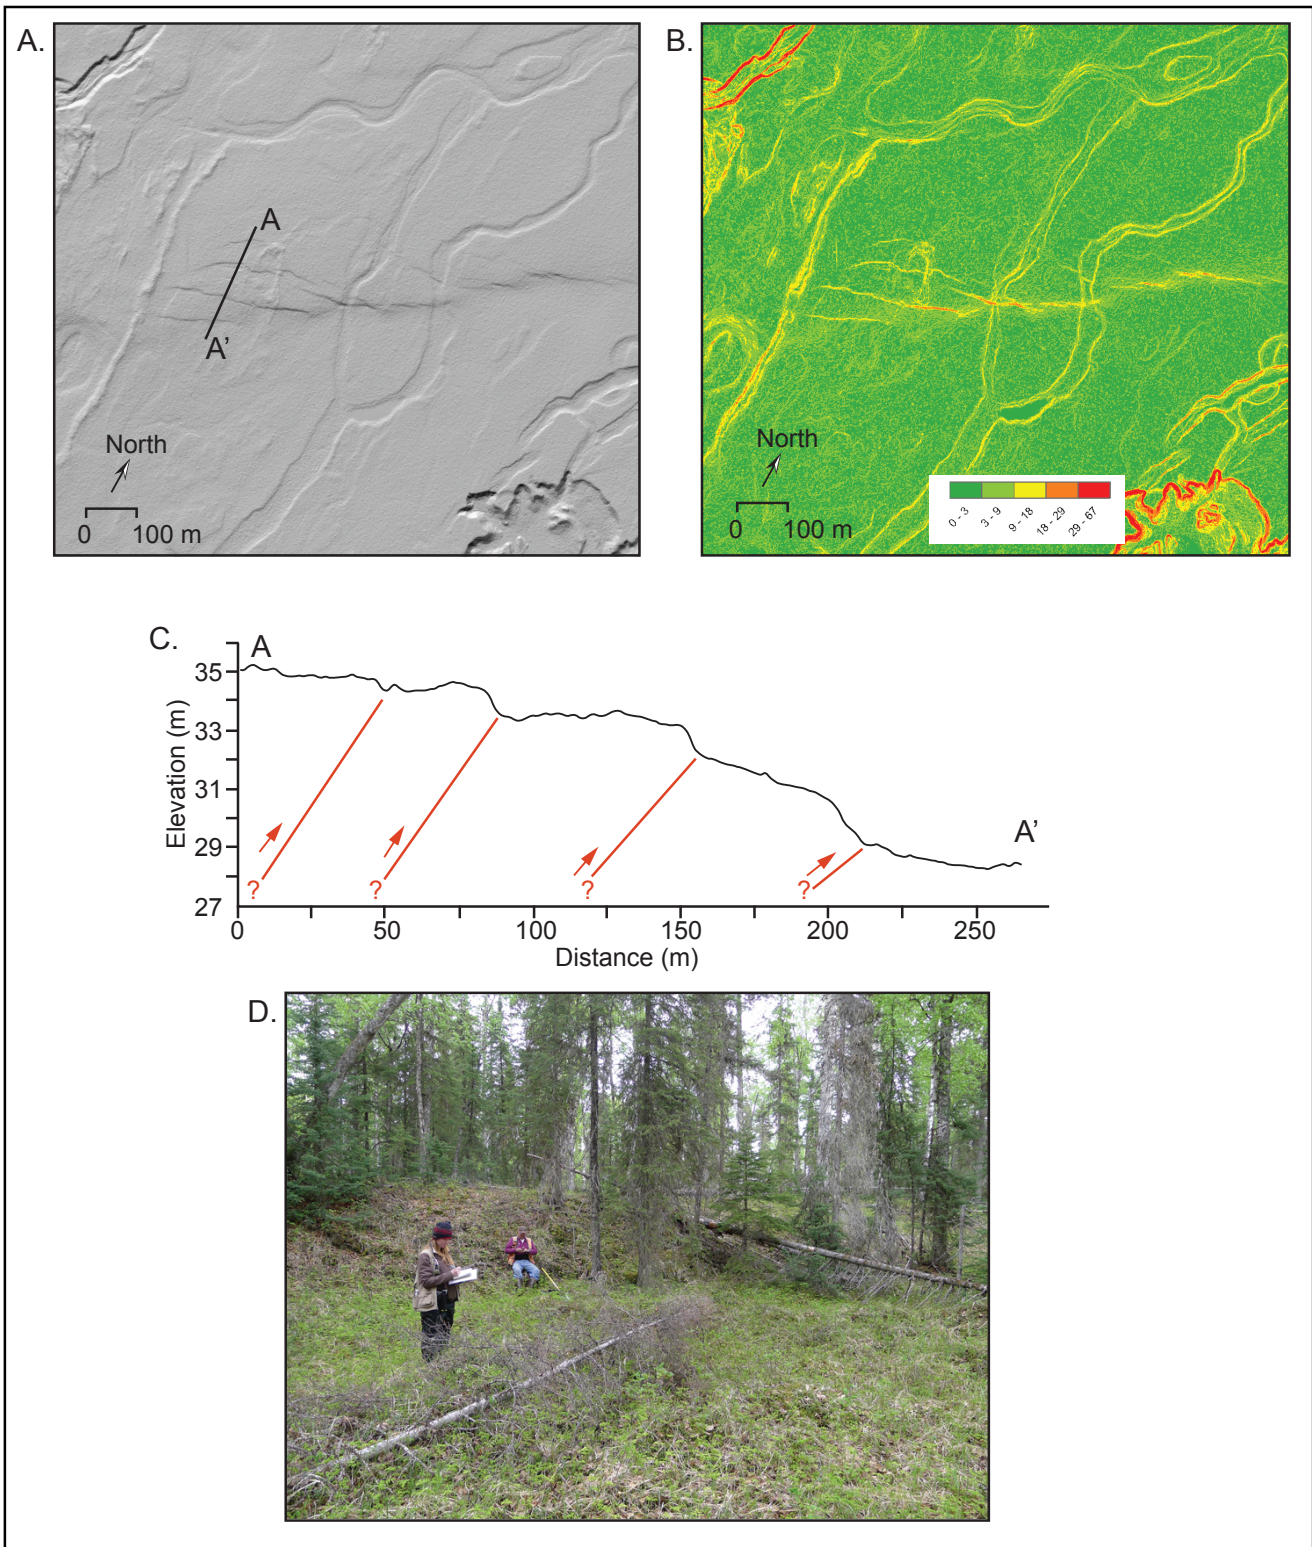 A.
A
A'
North
0 100 m
B.
North
0 100 m
0 - 3
3 - 9
9 - 18
18 - 29
29 - 67
C.
A
A'
Elevation (m)
35
33
31
29
27
? ? ? ?
0 50 100 150 200 250
Distance (m)
D.